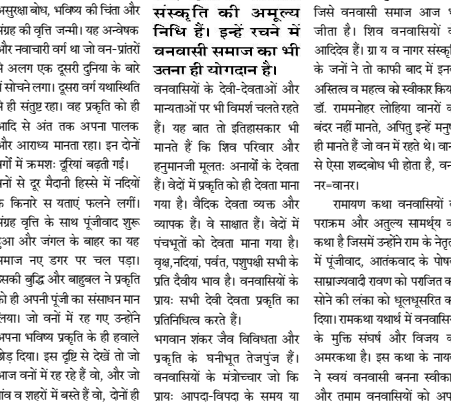 असुरक्षा बोध, भविष्य की चिंता और
संग्रह की वृत्ति जन्मी। यह अन्वेषक
और नवाचारी वर्ग था जो वन-प्रांतरों
से अलग एक दूसरी दुनिया के बारे
में सोचने लगा। दूसरा वर्ग यथास्थिति
से ही संतुष्ट रहा। वह प्रकृति को ही
आदि से अंत तक अपना पालक
और आराध्य मानता रहा। इन दोनों
वर्गों में क्रमशः दूरियां बढ़ती गईं।
वनों से दूर मैदानी हिस्से में नदियों
के किनारे स यताएं फलने लगीं।
संग्रह वृत्ति के साथ पूंजीवाद शुरू
हुआ और जंगल के बाहर का यह
समाज नए डगर पर चल पड़ा।
उसकी बुद्धि और बाहुबल ने प्रकृति
को ही अपनी पूंजी का संसाधन मान
लिया। जो वनों में रह गए उन्होंने
अपना भविष्य प्रकृति के ही हवाले
छोड़ दिया। इस दृष्टि से देखें तो जो
आज वनों में रह रहे हैं वो, और जो
गांव व शहरों में बस्ते हैं वो, दोनों ही
संस्कृति की अमूल्य
निधि हैं। इन्हें रचने में
वनवासी समाज का भी
उतना ही योगदान है।
वनवासियों के देवी-देवताओं और
मान्यताओं पर भी विमर्श चलते रहते
हैं। यह बात तो इतिहासकार भी
मानते हैं कि शिव परिवार और
हनुमानजी मूलतः अनार्यों के देवता
हैं। वेदों में प्रकृति को ही देवता माना
गया है। वैदिक देवता व्यक्त और
व्यापक हैं। वे साक्षात हैं। वेदों में
पंचभूतों को देवता माना गया है।
वृक्ष,नदियां, पर्वत, पशुपक्षी सभी के
प्रति दैवीय भाव है। वनवासियों के
प्रायः सभी देवी देवता प्रकृति का
प्रतिनिधित्व करते हैं।
भगवान शंकर जैव विविधता और
प्रकृति के घनीभूत तेजपुंज हैं।
वनवासियों के मंत्रोच्चार जो कि
प्रायः आपदा-विपदा के समय या
जिसे वनवासी समाज आज भ
जीता है। शिव वनवासियों व
आदिदेव हैं। ग्रा य व नागर संस्कृति
के जनों ने तो काफी बाद में इनके
अस्तित्व व महत्व को स्वीकार किया
डॉ. राममनोहर लोहिया वानरों क
बंदर नहीं मानते, अपितु इन्हें मनुष्
ही मानते हैं जो वन में रहते थे। वान
से ऐसा शब्दबोध भी होता है, वन
नर=वानर।
रामायण कथा वनवासियों क
पराक्रम और अतुल्य सामर्थ्य व
कथा है जिसमें उन्होंने राम के नेतृत
में पूंजीवाद, आतंकवाद के पोषक
साम्राज्यवादी रावण को पराजित क
सोने की लंका को धूलधूसरित क
दिया। रामकथा यथार्थ में वनवासिय
के मुक्ति संघर्ष और विजय व
अमरकथा है। इस कथा के नायक
ने स्वयं वनवासी बनना स्वीका
और तमाम वनवासियों को अप